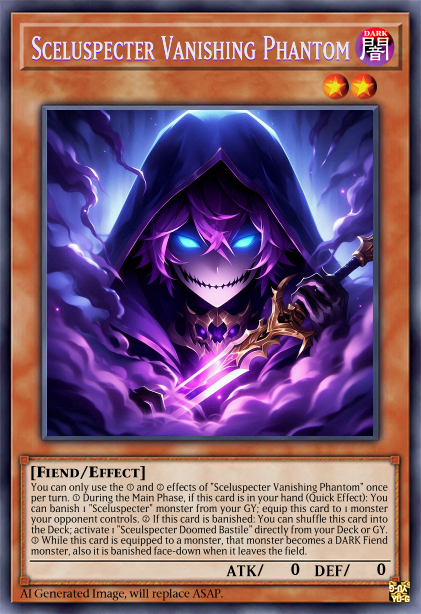 Sceluspecter Vanishing Phantom
DARK
闇
[Fiend/Effect]
You can only use the ① and ② effects of "Sceluspecter Vanishing Phantom" once
per turn. ① During the Main Phase, if this card is in your hand (Quick Effect): You
can banish 1 "Sceluspecter" monster from your GY; equip this card to 1 monster
your opponent controls. ② If this card is banished: You can shuffle this card into
the Deck; activate 1 "Sceulspecter Doomed Bastile" directly from your Deck or GY.
② While this card is equipped to a monster, that monster becomes a DARK Fiend
monster, also it is banished face-down when it leaves the field.
ATK/ 0 DEF/ 0
AI Generated Image, will replace ASAP.